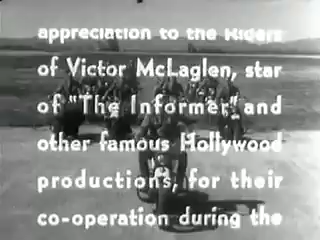 appreciation to the Riders
of Victor McLaglen, star
of "The Informer," and
other famous Hollywood
productions, for their
co-operation during the